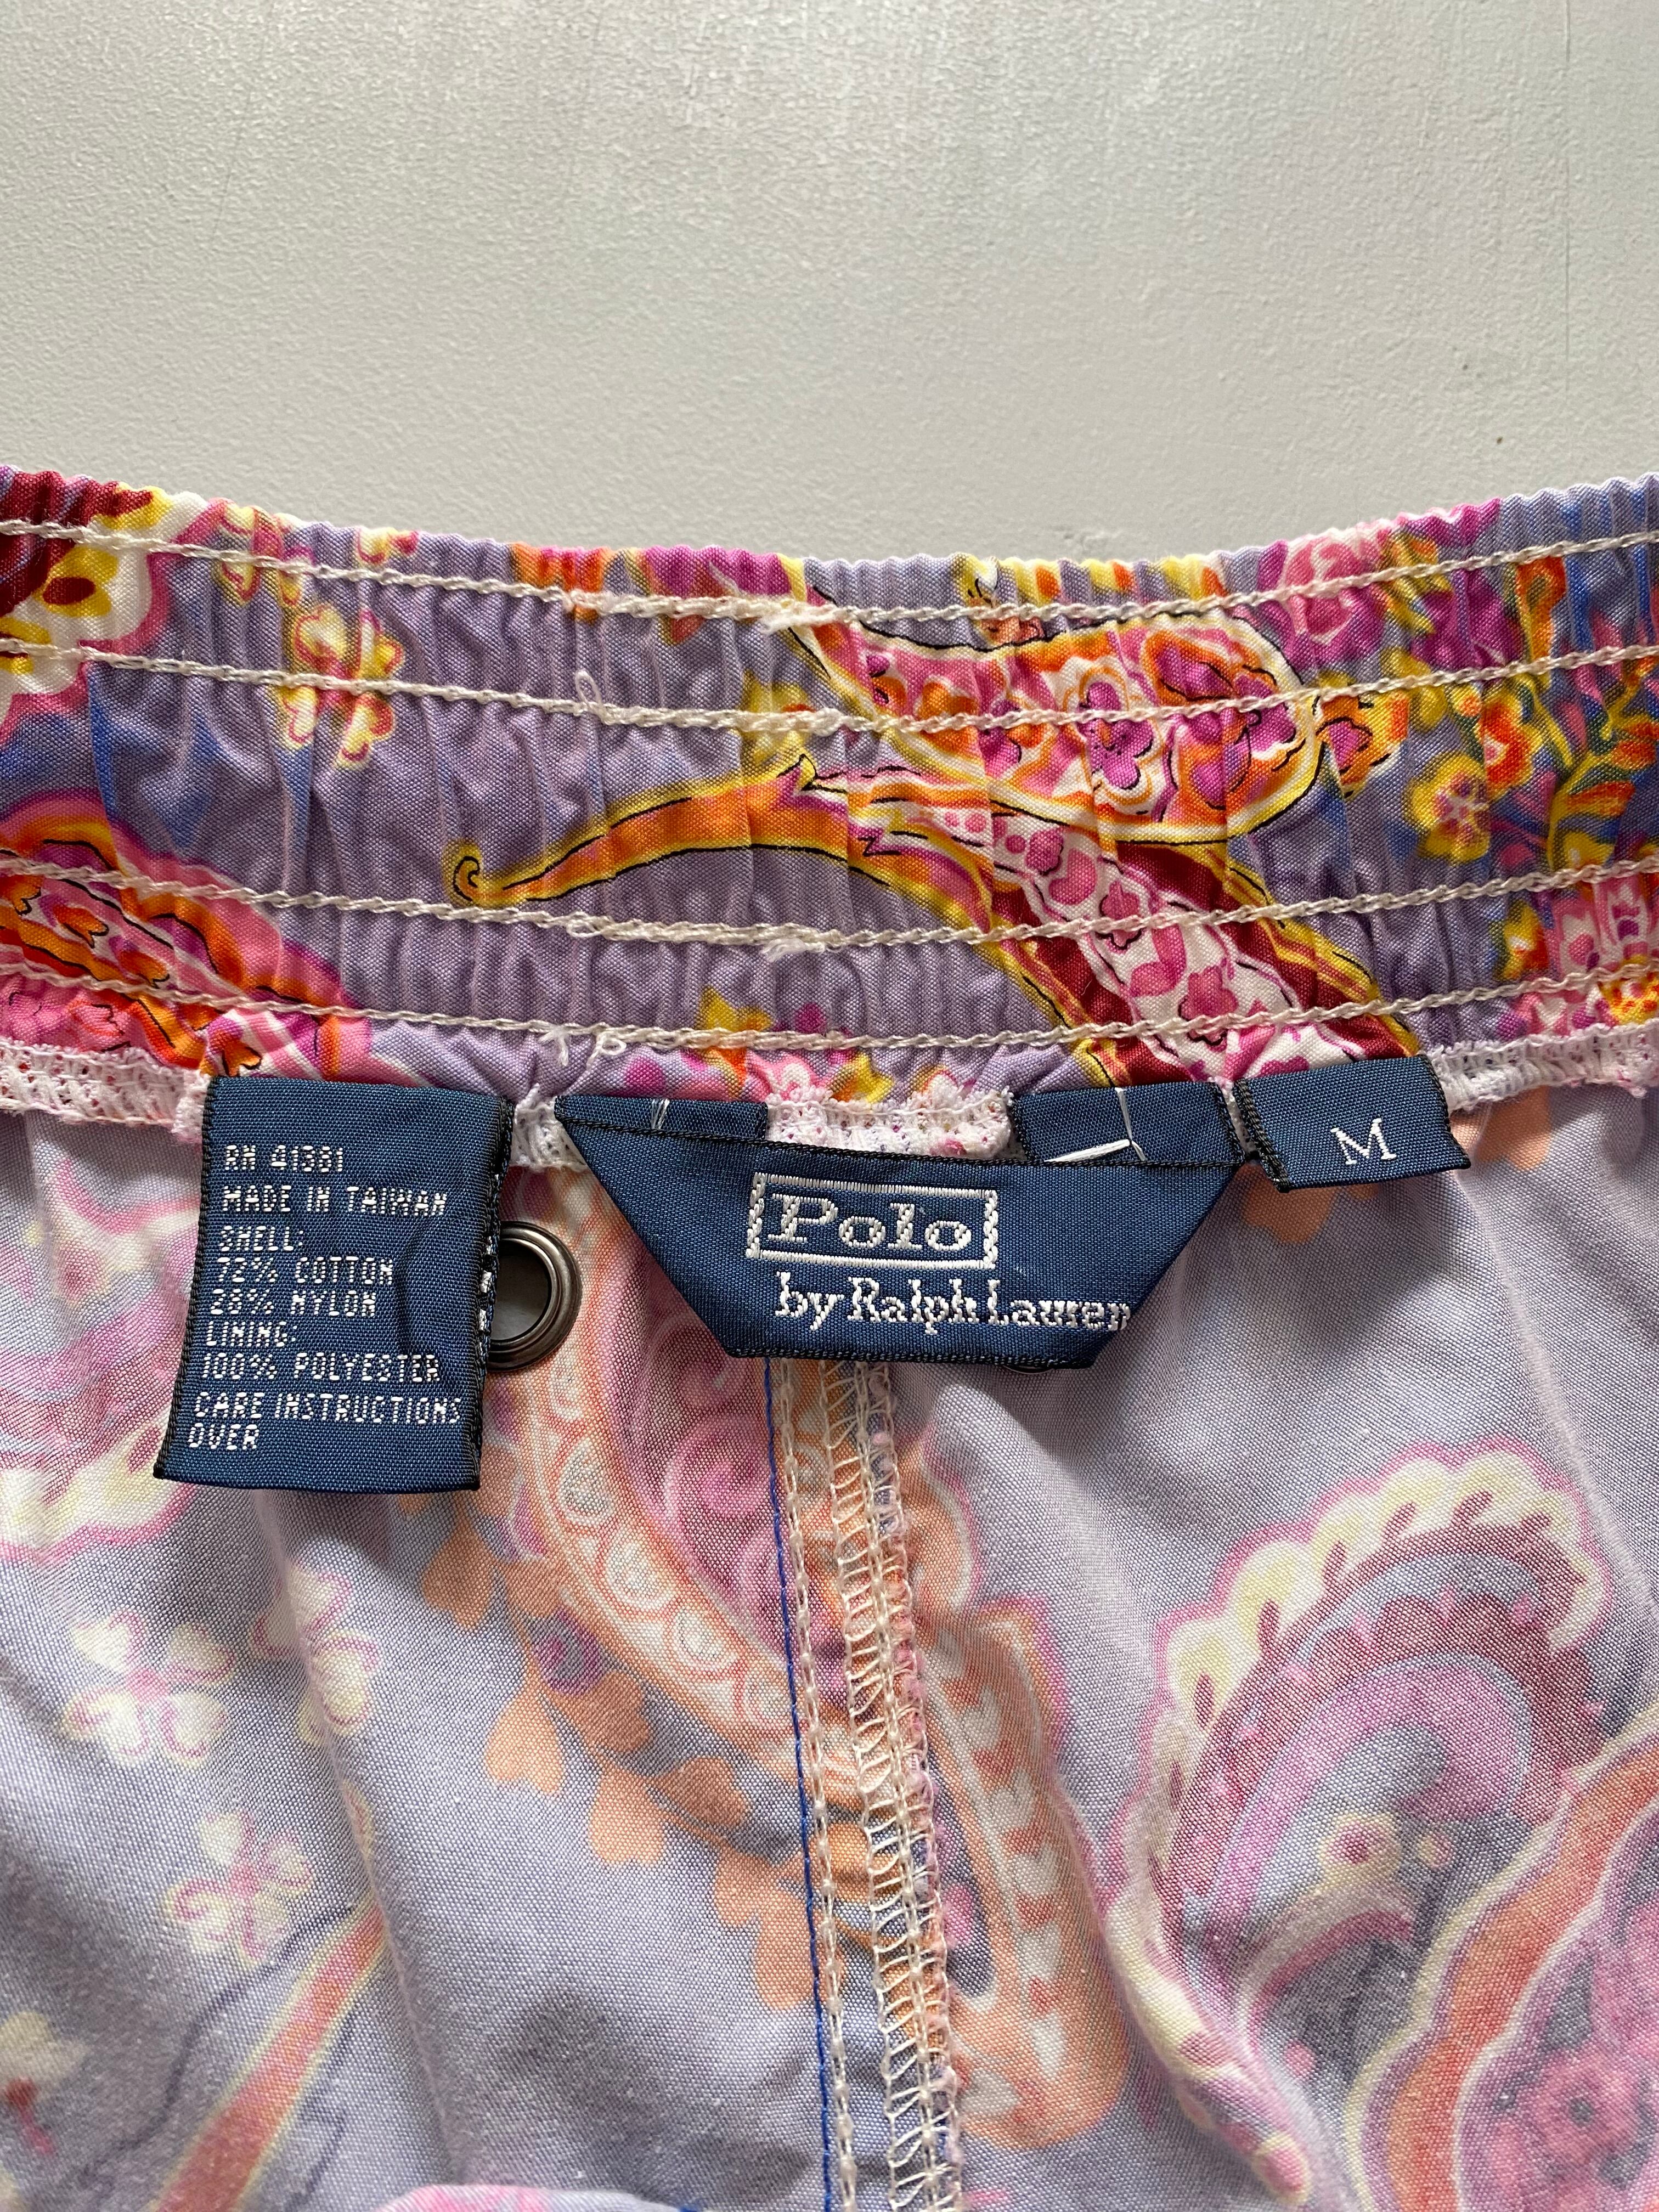 RN 41381
MADE IN TAIWAN
SHELL:
72% COTTON
28% NYLON
LINING:
100% POLYESTER
CARE INSTRUCTIONS
OVER
Polo
by Ralph Lauren
M